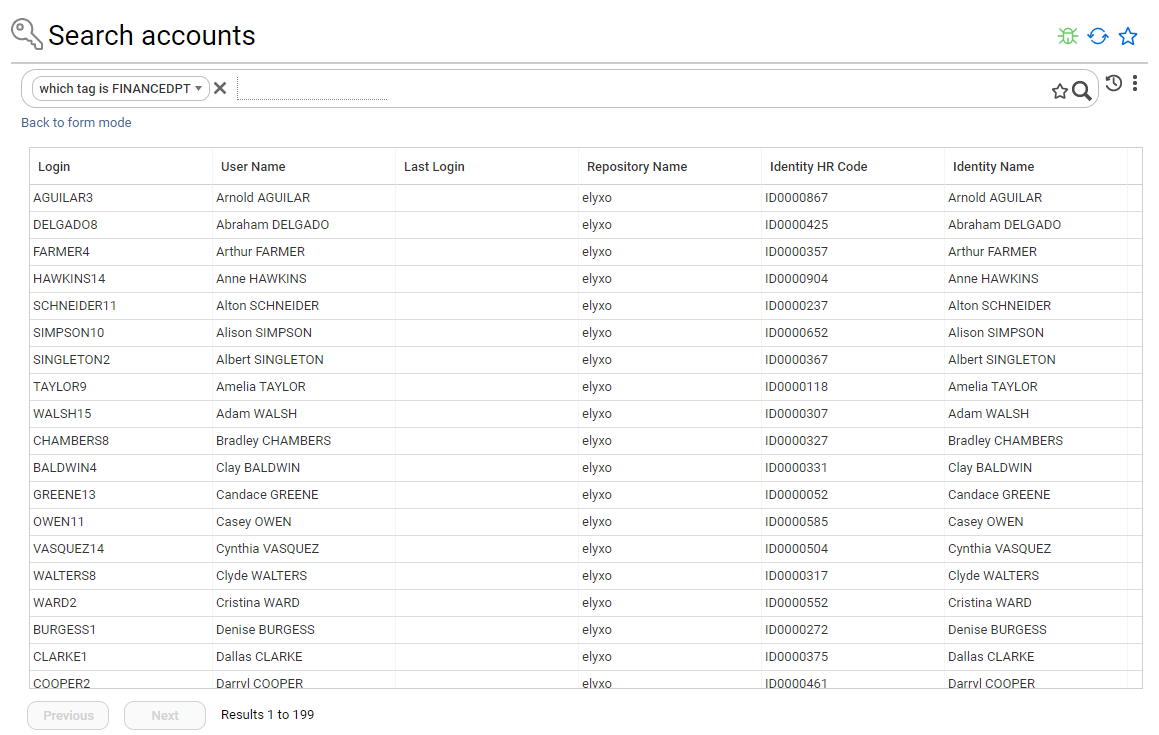 Search accounts
which tag is FINANCEDPT
Back to form mode
Login User Name Last Login Repository Name Identity HR Code Identity Name
AGUILAR3 Arnold AGUILAR elyxo ID0000867 Arnold AGUILAR
DELGADO8 Abraham DELGADO elyxo ID0000425 Abraham DELGADO
FARMER4 Arthur FARMER elyxo ID0000357 Arthur FARMER
HAWKINS14 Anne HAWKINS elyxo ID0000904 Anne HAWKINS
SCHNEIDER11 Alton SCHNEIDER elyxo ID0000237 Alton SCHNEIDER
SIMPSON10 Alison SIMPSON elyxo ID0000652 Alison SIMPSON
SINGLETON2 Albert SINGLETON elyxo ID0000367 Albert SINGLETON
TAYLOR9 Amelia TAYLOR elyxo ID0000118 Amelia TAYLOR
WALSH15 Adam WALSH elyxo ID0000307 Adam WALSH
CHAMBERS8 Bradley CHAMBERS elyxo ID0000327 Bradley CHAMBERS
BALDWIN4 Clay BALDWIN elyxo ID0000331 Clay BALDWIN
GREENE13 Candace GREENE elyxo ID0000052 Candace GREENE
OWEN11 Casey OWEN elyxo ID0000585 Casey OWEN
VASQUEZ14 Cynthia VASQUEZ elyxo ID0000504 Cynthia VASQUEZ
WALTERS8 Clyde WALTERS elyxo ID0000317 Clyde WALTERS
WARD2 Cristina WARD elyxo ID0000552 Cristina WARD
BURGESS1 Denise BURGESS elyxo ID0000272 Denise BURGESS
CLARKE1 Dallas CLARKE elyxo ID0000375 Dallas CLARKE
COOPER2 Darryl COOPER elyxo ID0000461 Darryl COOPER
Previous Next Results 1 to 199